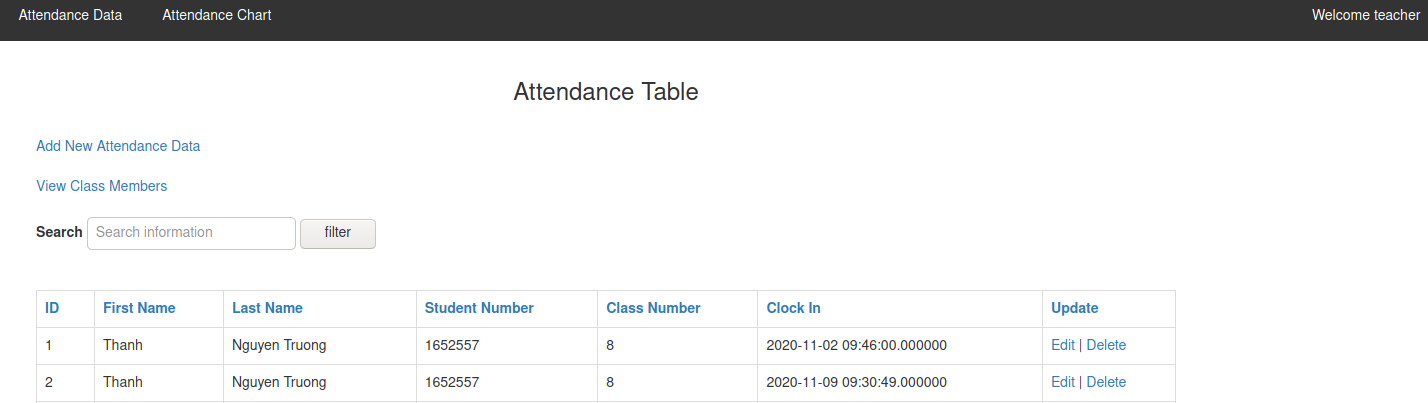 Attendance Data Attendance Chart Welcome teacher
Attendance Table
Add New Attendance Data
View Class Members
Search Search information filter
ID First Name Last Name Student Number Class Number Clock In Update
1 Thanh Nguyen Truong 1652557 8 2020-11-02 09:46:00.000000 Edit | Delete
2 Thanh Nguyen Truong 1652557 8 2020-11-09 09:30:49.000000 Edit | Delete